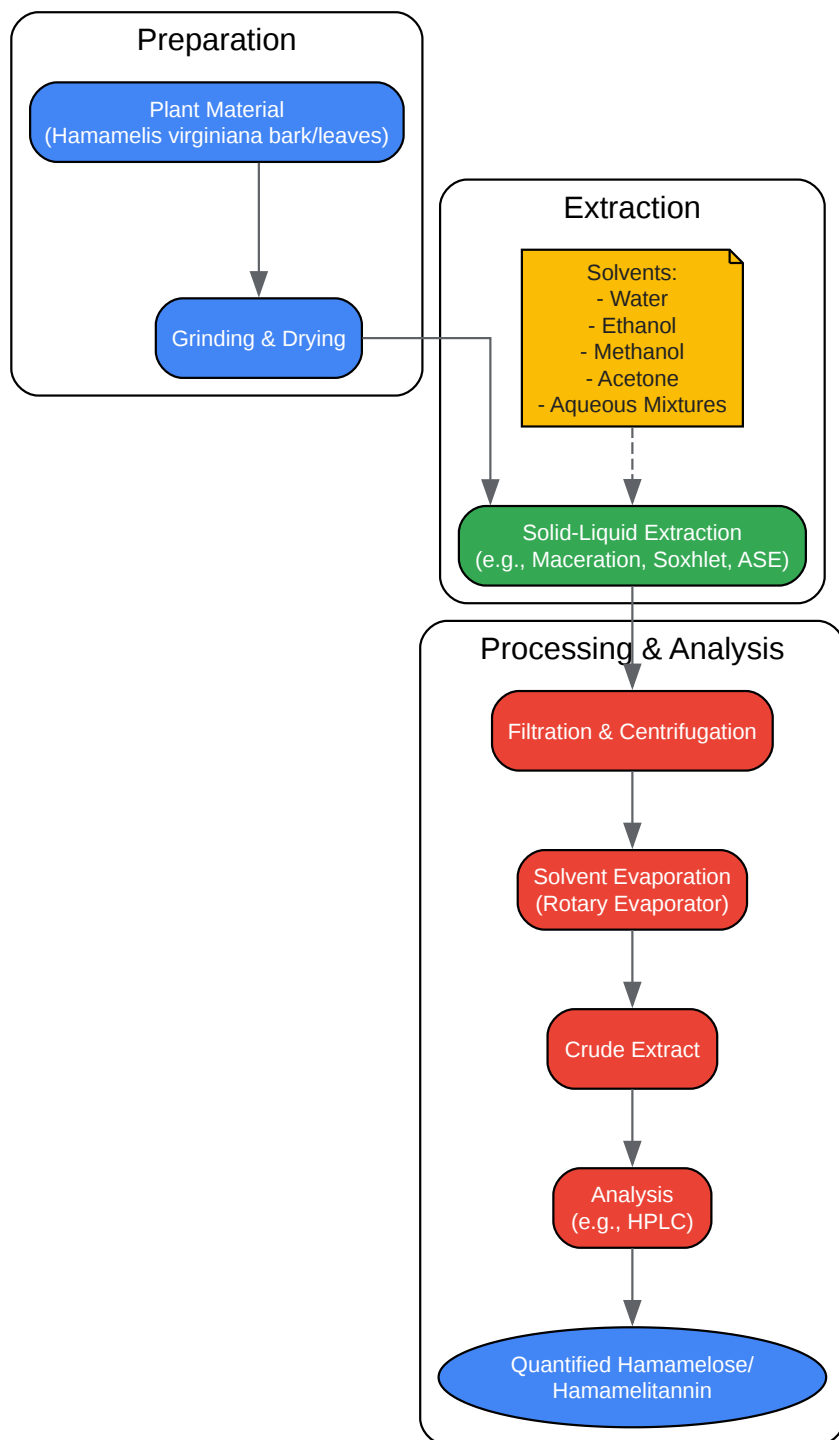 Preparation
Plant Material
(Hamamelis virginiana bark/leaves)
Grinding & Drying
Extraction
Solvents:
- Water
- Ethanol
- Methanol
- Acetone
- Aqueous Mixtures
Solid-Liquid Extraction
(e.g., Maceration, Soxhlet, ASE)
Processing & Analysis
Filtration & Centrifugation
Solvent Evaporation
(Rotary Evaporator)
Crude Extract
Analysis
(e.g., HPLC)
Quantified Hamamelose/
Hamamelitannin